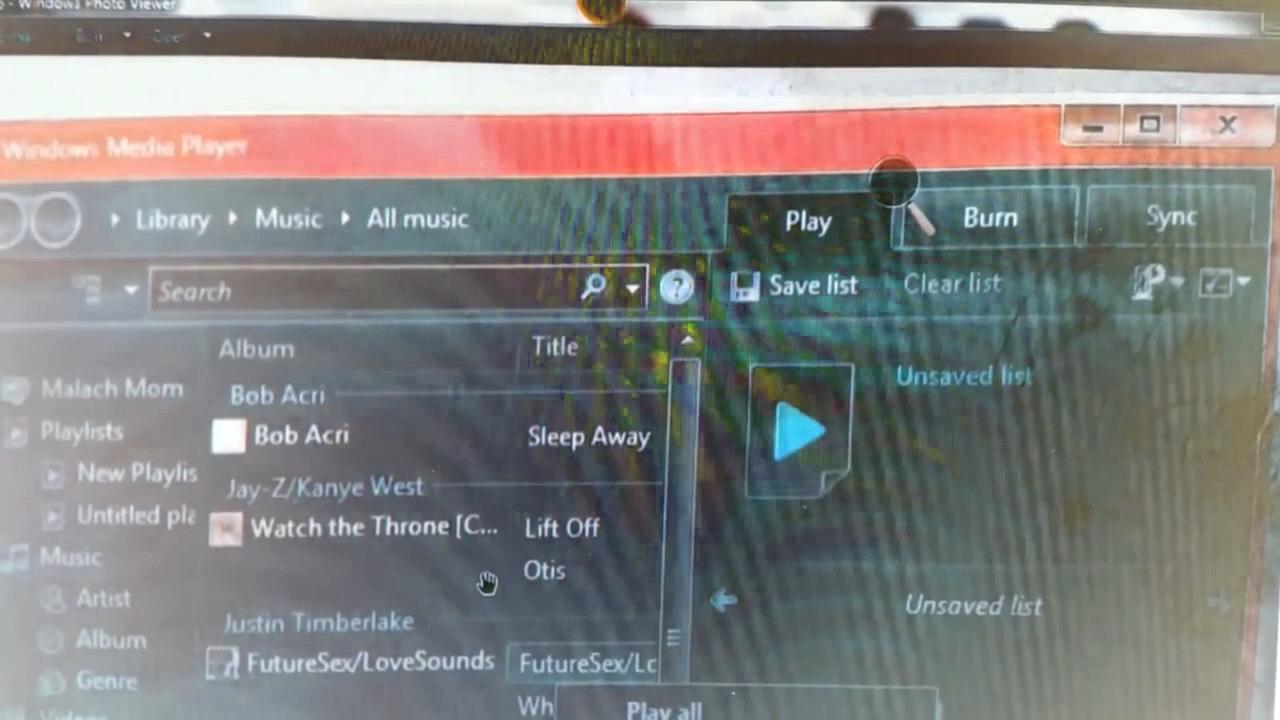 - Windows Photo Viewer
Windows Media Player
Library Music All music
Play
Burn
Sync
Search
Save list
Clear list
Album
Title
Unsaved list
Malach Mom
Bob Acri
Playlists
Bob Acri
Sleep Away
New Playlis
Jay-Z/Kanye West
Untitled pla
Watch the Throne [C...
Lift Off
Music
Otis
Artist
Unsaved list
Justin Timberlake
Album
FutureSex/LoveSounds
FutureSex/Lc
Genre
Wh
Play all